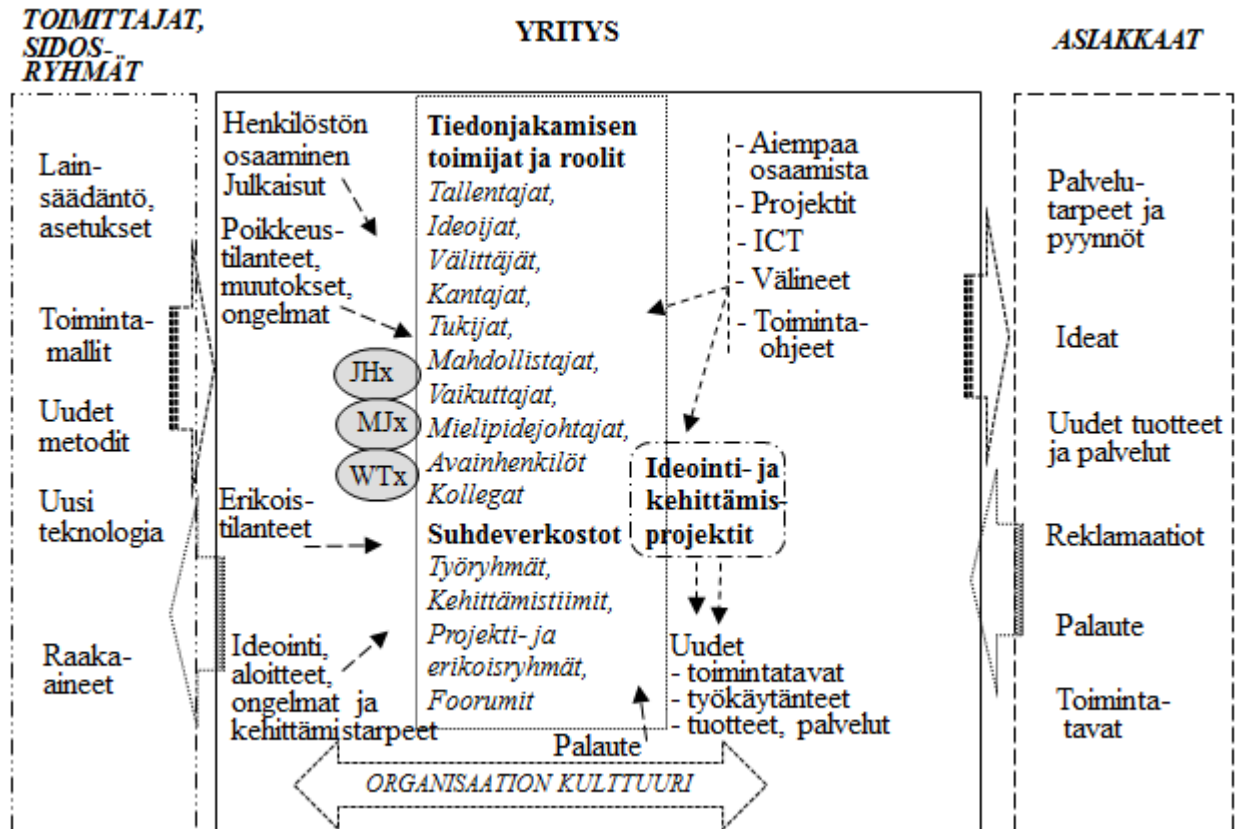 TOIMITTAJAT,
SIDOS-
RYHMÄT
YRITYS
ASIAKKAAT
Lain-
säädäntö,
asetukset
Toiminta-
mallit
Uudet
metodit
Uusi
teknologia
Raaka-
aineet
Henkilöstön
osaaminen
Julkaisut
Poikkeus-
tilanteet,
muutokset,
ongelmat
JHx
MJx
WTx
Erikois-
tilanteet
Ideointi,
aloitteet,
ongelmat ja
kehittämistarpeet
Tiedonjakamisen
toimijat ja roolit
Tallentajat,
Ideoijat,
Välittäjät,
Kantajat,
Tukijat,
Mahdollistajat,
Vaikuttajat,
Mielipidejohtajat,
Avainhenkilöt
Kollegat
Suhdeverkostot
Työryhmät,
Kehittämistiimit,
Projekti- ja
erikoisryhmät,
Foorumit
Palaute
- Aiempaa
osaamista
- Projektit
- ICT
- Välineet
- Toiminta-
ohjeet
Ideointi- ja
kehittämis-
projektit
Uudet
- toimintatavat
- työkäytänteet
- tuotteet, palvelut
ORGANISAATION KULTTUURI
Palvelu-
tarpeet ja
pyynnöt
Ideat
Uudet tuotteet
ja palvelut
Reklamaatiot
Palaute
Toiminta-
tavat